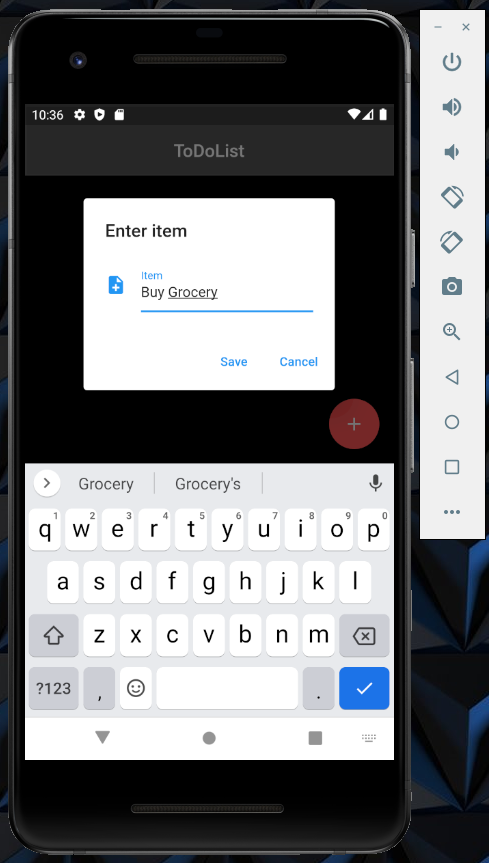 10:36
ToDoList
Enter item
Item
Buy Grocery
Save Cancel
+
Grocery Grocery's
1 2 3 4 5 6 7 8 9 0
q w e r t y u i o p
a s d f g h j k l
z x c v b n m
?123 , .